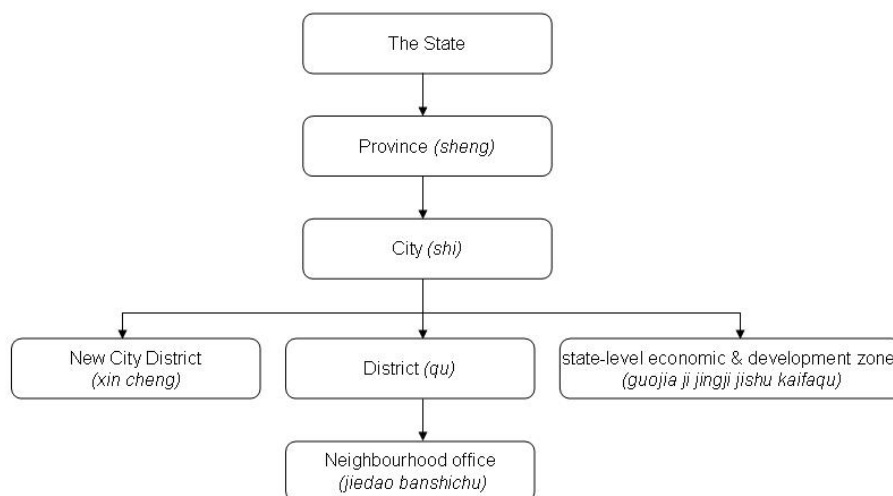 The State
Province (sheng)
City (shi)
New City District
(xin cheng)
District (qu)
state-level economic & development zone
(guojia ji jingji jishu kaifaqu)
Neighbourhood office
(jiedao banshichu)